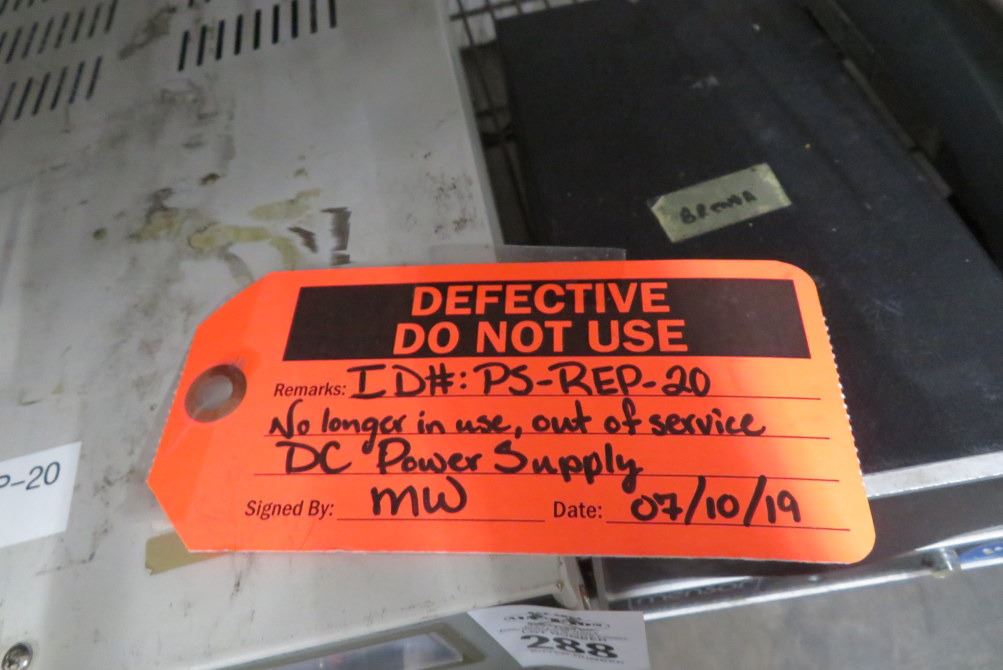 DEFECTIVE
DO NOT USE
Remarks: ID#: PS-REP-20
No longer in use, out of service
DC Power Supply
Signed By: MW Date: 07/10/19
P-20
288